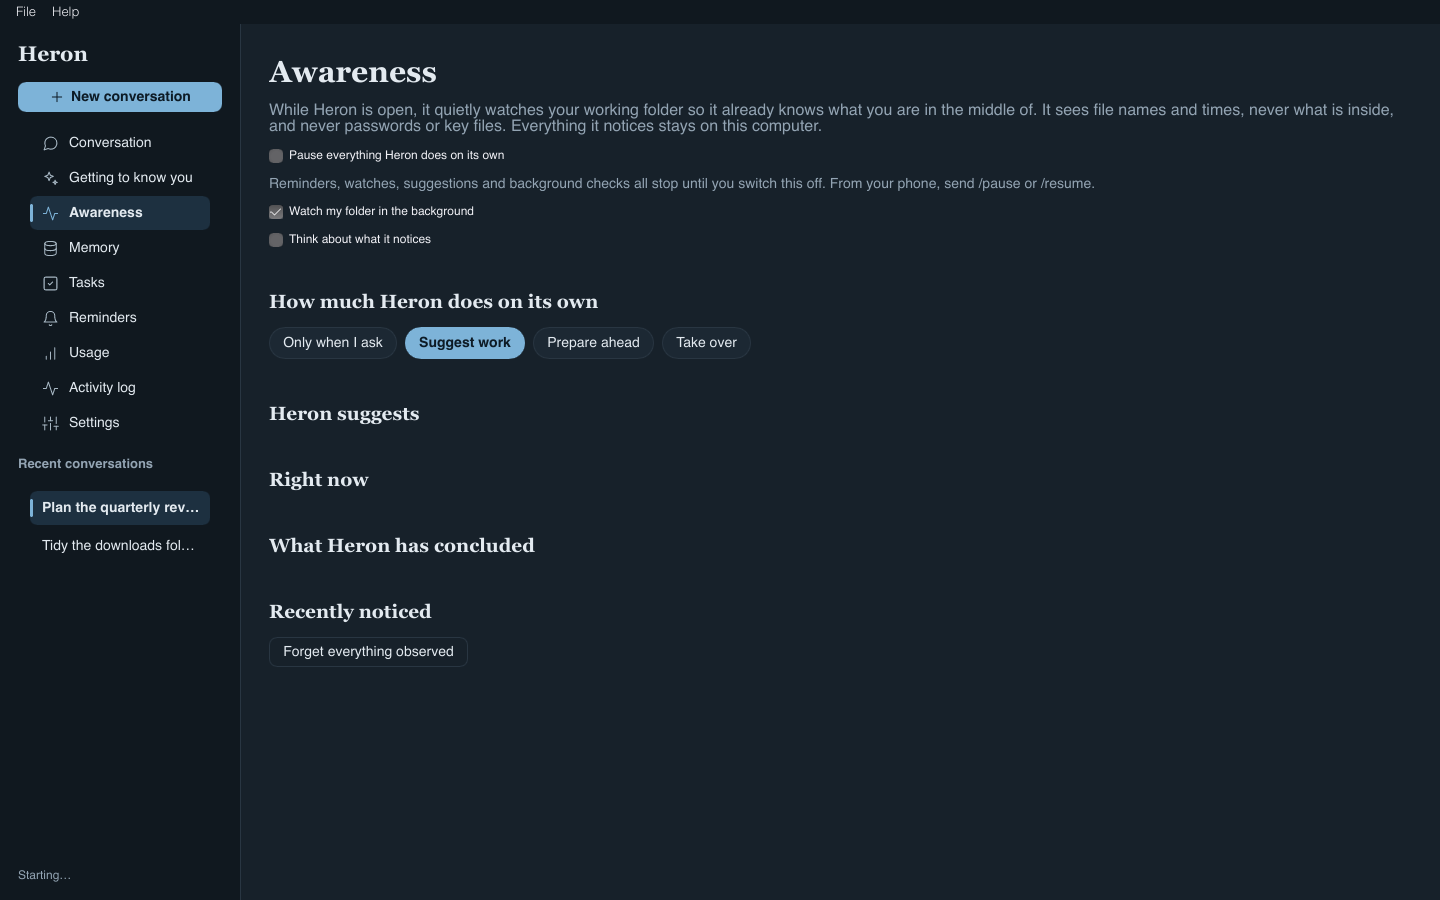 File Help
Heron
New conversation
Conversation
Getting to know you
Awareness
Memory
Tasks
Reminders
Usage
Activity log
Settings
Recent conversations
Plan the quarterly rev…
Tidy the downloads fol…
Starting…
Awareness
While Heron is open, it quietly watches your working folder so it already knows what you are in the middle of. It sees file names and times, never what is inside,
and never passwords or key files. Everything it notices stays on this computer.
Pause everything Heron does on its own
Reminders, watches, suggestions and background checks all stop until you switch this off. From your phone, send /pause or /resume.
Watch my folder in the background
Think about what it notices
How much Heron does on its own
Only when I ask Suggest work Prepare ahead Take over
Heron suggests
Right now
What Heron has concluded
Recently noticed
Forget everything observed